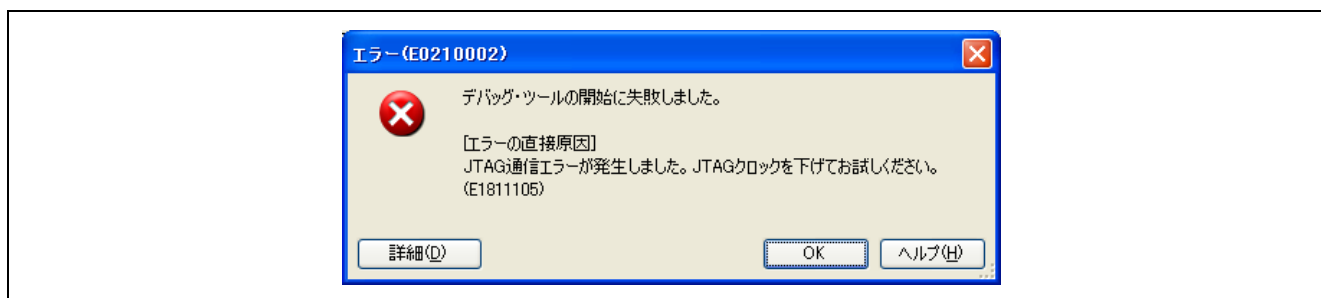 エラー(E0210002)
デバッグ・ツールの開始に失敗しました。
[エラーの直接原因]
JTAG通信エラーが発生しました。JTAGクロックを下げてお試しください。
(E1811105)
詳細(D)
OK
ヘルプ(H)